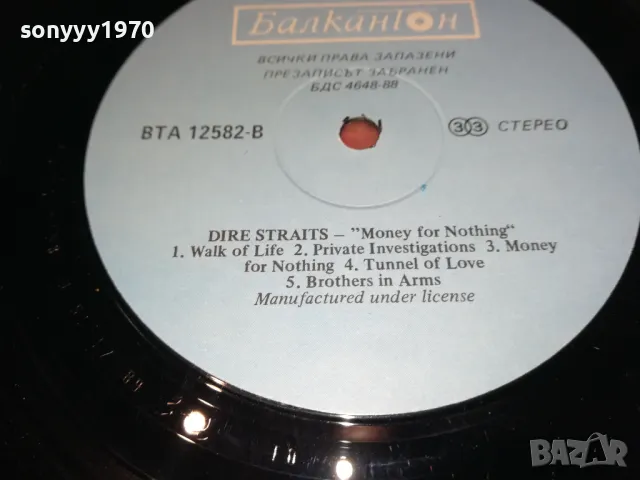 sonyyy1970
БалканТон
ВСИЧКИ ПРАВА ЗАПАЗЕНИ
ПРЕЗАПИСЪТ ЗАБРАНЕН
БДС 4648-88
ВТА 12582-В
33 СТЕРЕО
DIRE STRAITS – "Money for Nothing"
1. Walk of Life 2. Private Investigations 3. Money
for Nothing 4. Tunnel of Love
5. Brothers in Arms
Manufactured under license
BAZAR